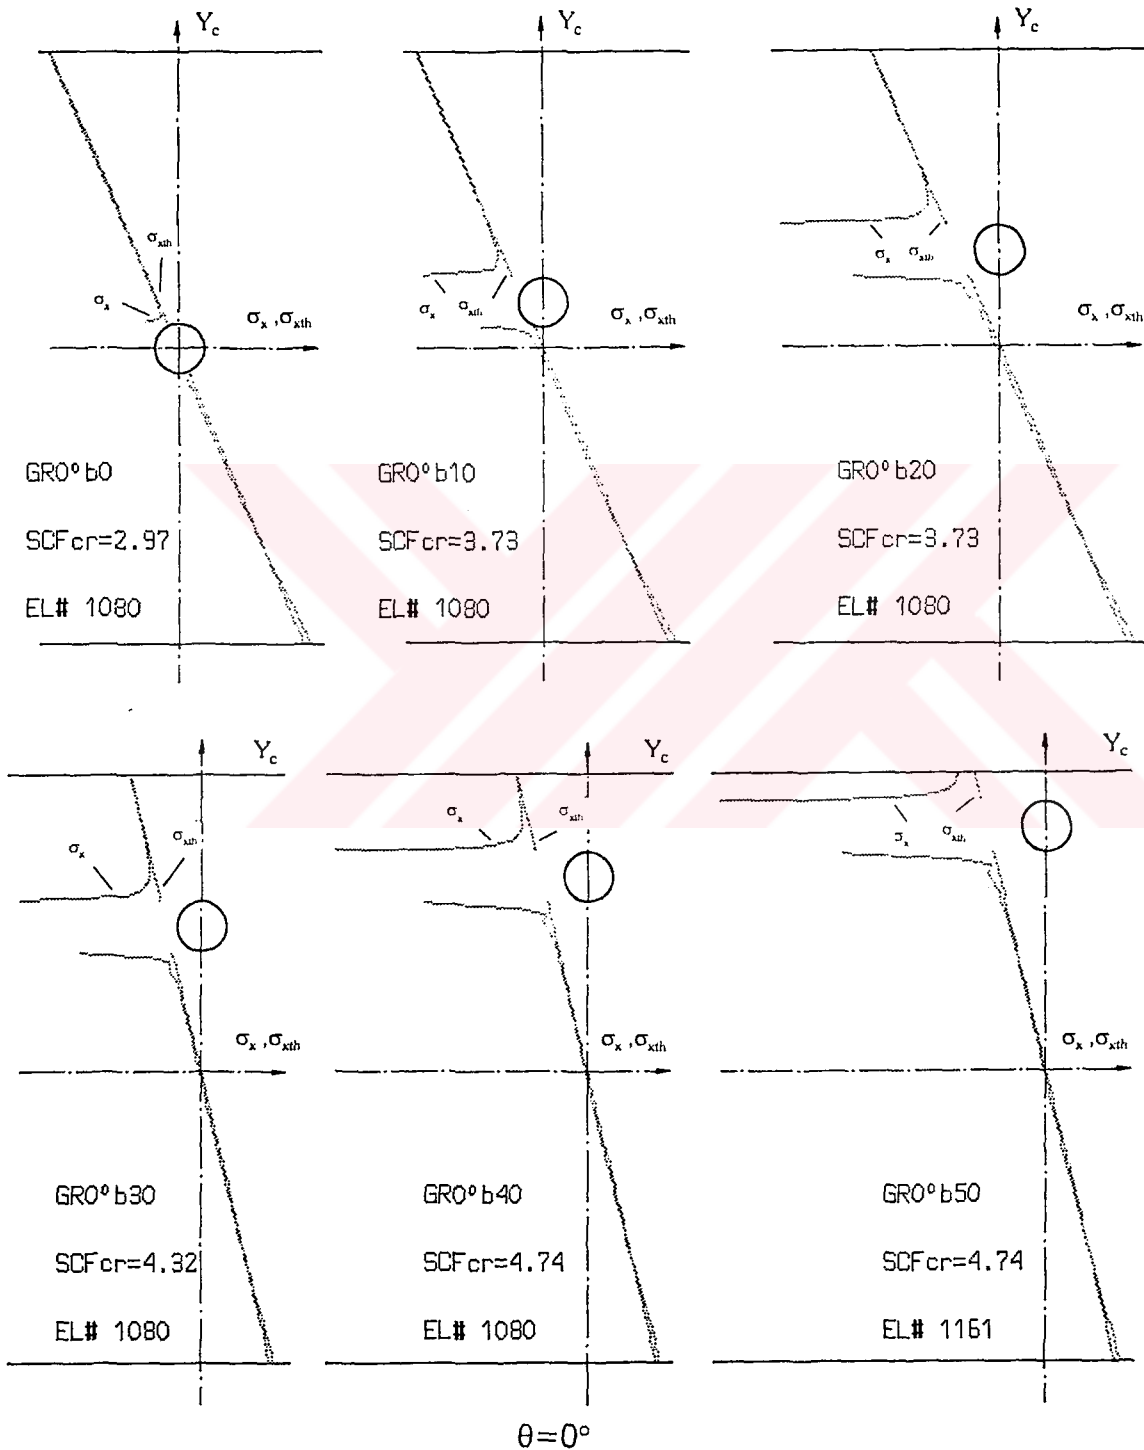 Y_c
Y_c
Y_c
σ_xth
σ_x
σ_x ,σ_xth
σ_x
σ_xth
σ_x ,σ_xth
σ_x
σ_xth
σ_x ,σ_xth
GR0° b0
SCFcr=2.97
EL# 1080
GR0° b10
SCFcr=3.73
EL# 1080
GR0° b20
SCFcr=3.73
EL# 1080
Y_c
Y_c
Y_c
σ_x
σ_xth
σ_x ,σ_xth
σ_x
σ_xth
σ_x ,σ_xth
σ_x
σ_xth
σ_x ,σ_xth
GR0° b30
SCFcr=4.32
EL# 1080
GR0° b40
SCFcr=4.74
EL# 1080
GR0° b50
SCFcr=4.74
EL# 1161
θ=0°